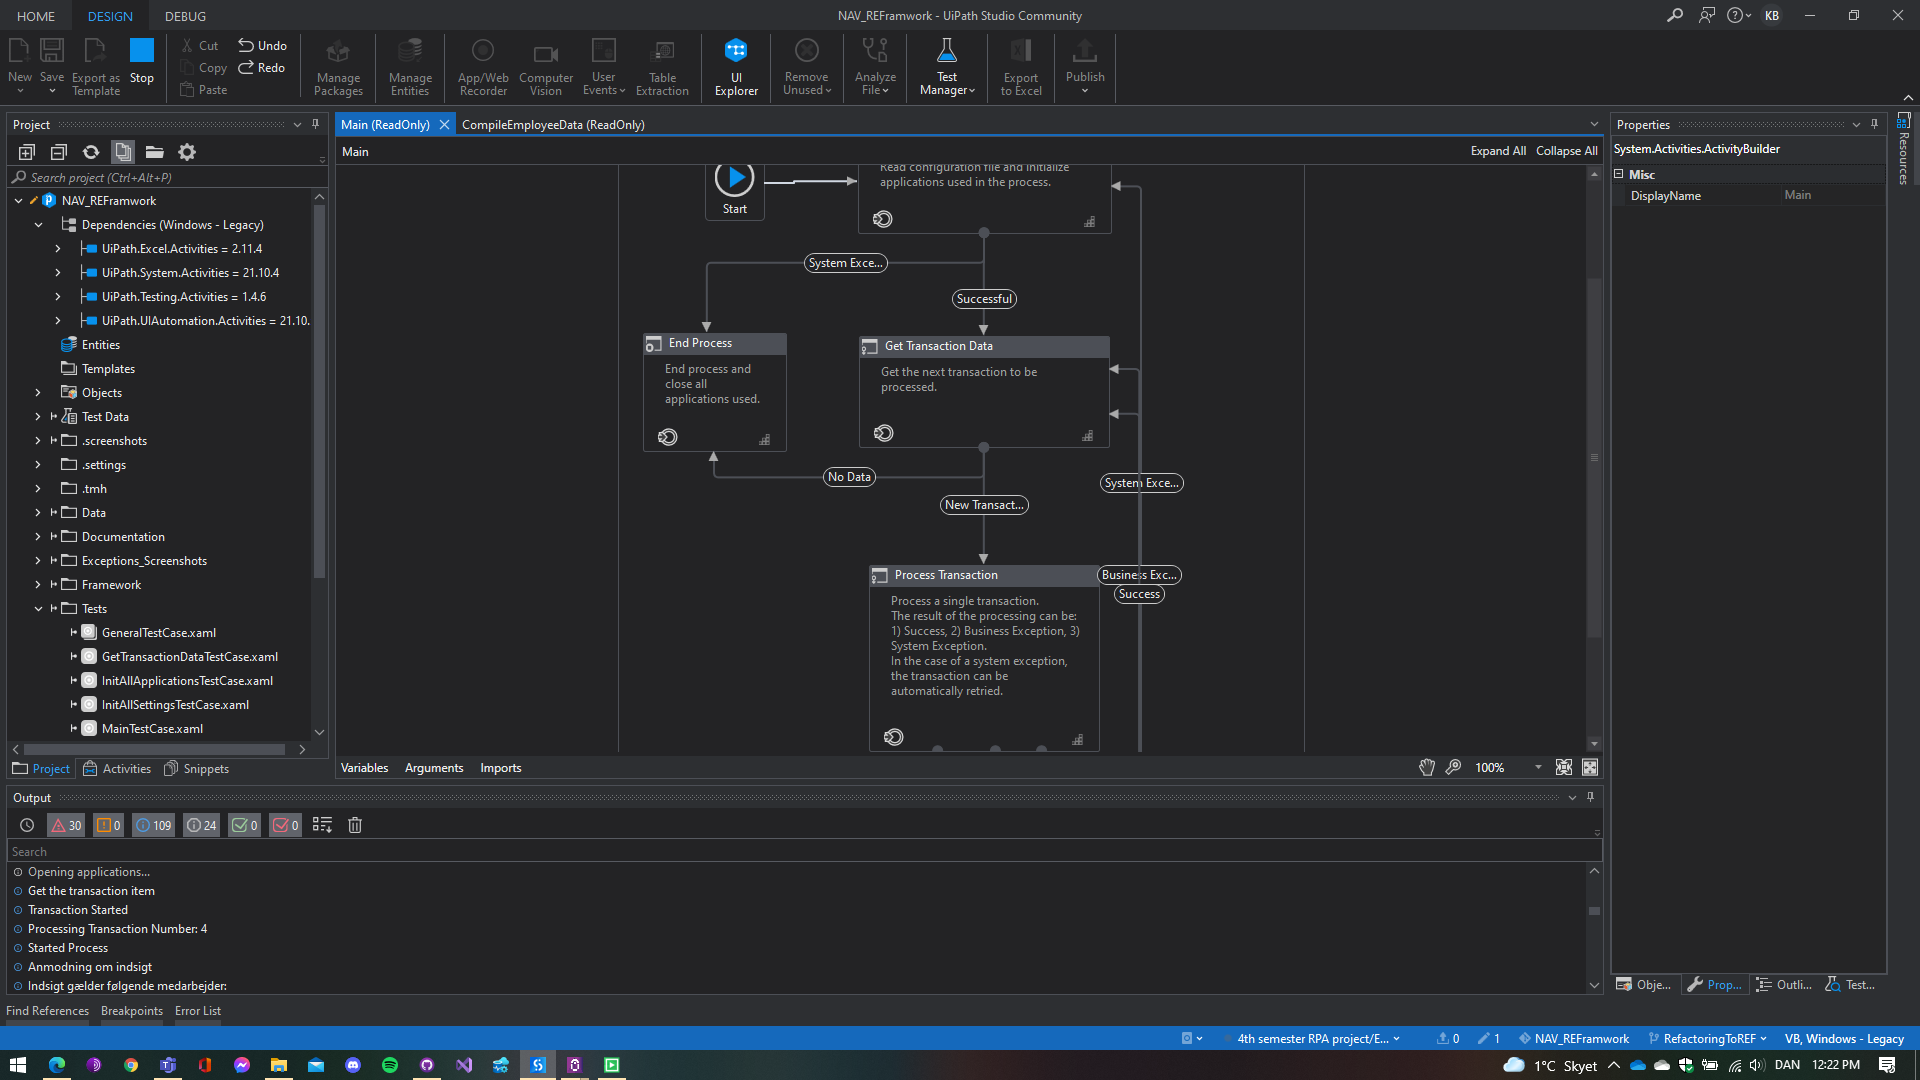 HOME DESIGN DEBUG
NAV_REFramwork - UiPath Studio Community
KB
New
Save
Export as
Template
Stop
Cut
Copy
Paste
Undo
Redo
Manage
Packages
Manage
Entities
App/Web
Recorder
Computer
Vision
User
Events
Table
Extraction
UI
Explorer
Remove
Unused
Analyze
File
Test
Manager
Export
to Excel
Publish
Project
Search project (Ctrl+Alt+P)
NAV_REFramwork
Dependencies (Windows - Legacy)
UiPath.Excel.Activities = 2.11.4
UiPath.System.Activities = 21.10.4
UiPath.Testing.Activities = 1.4.6
UiPath.UIAutomation.Activities = 21.10.
Entities
Templates
Objects
Test Data
.screenshots
.settings
.tmh
Data
Documentation
Exceptions_Screenshots
Framework
Tests
GeneralTestCase.xaml
GetTransactionDataTestCase.xaml
InitAllApplicationsTestCase.xaml
InitAllSettingsTestCase.xaml
MainTestCase.xaml
Project Activities Snippets
Main (ReadOnly) CompileEmployeeData (ReadOnly)
Main
Expand All Collapse All
Start
Read configuration file and initialize
applications used in the process.
System Exce...
Successful
End Process
End process and
close all
applications used.
Get Transaction Data
Get the next transaction to be
processed.
No Data
New Transact...
System Exce...
Process Transaction
Process a single transaction.
The result of the processing can be:
1) Success, 2) Business Exception, 3)
System Exception.
In the case of a system exception,
the transaction can be
automatically retried.
Business Exc...
Success
Variables Arguments Imports
100%
Properties
System.Activities.ActivityBuilder
Misc
DisplayName Main
Resources
Obje... Prop... Outli... Test...
Output
30 0 109 24 0 0
Search
Opening applications...
Get the transaction item
Transaction Started
Processing Transaction Number: 4
Started Process
Anmodning om indsigt
Indsigt gælder følgende medarbejder:
Find References Breakpoints Error List
4th semester RPA project/E... 0 1 NAV_REFramwork RefactoringToREF VB, Windows - Legacy
1°C Skyet DAN 12:22 PM